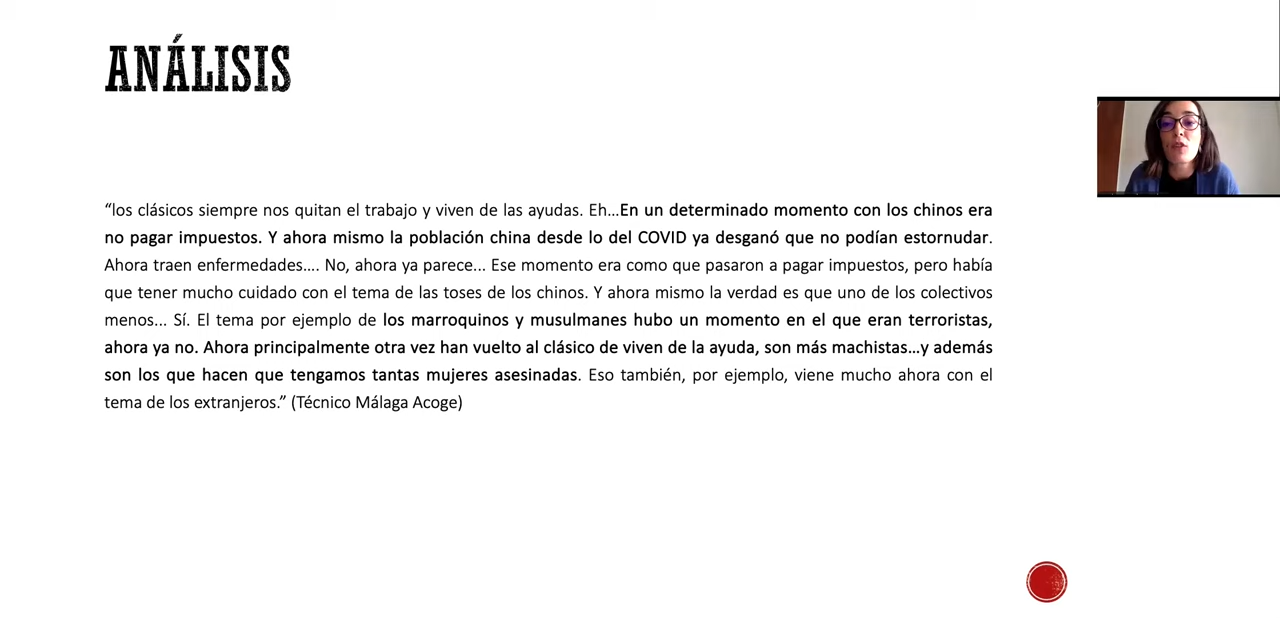 ANÁLISIS
“los clásicos siempre nos quitan el trabajo y viven de las ayudas. Eh...En un determinado momento con los chinos era
no pagar impuestos. Y ahora mismo la población china desde lo del COVID ya desganó que no podían estornudar.
Ahora traen enfermedades.... No, ahora ya parece... Ese momento era como que pasaron a pagar impuestos, pero había
que tener mucho cuidado con el tema de las toses de los chinos. Y ahora mismo la verdad es que uno de los colectivos
menos... Sí. El tema por ejemplo de los marroquinos y musulmanes hubo un momento en el que eran terroristas,
ahora ya no. Ahora principalmente otra vez han vuelto al clásico de viven de la ayuda, son más machistas...y además
son los que hacen que tengamos tantas mujeres asesinadas. Eso también, por ejemplo, viene mucho ahora con el
tema de los extranjeros.” (Técnico Málaga Acoge)